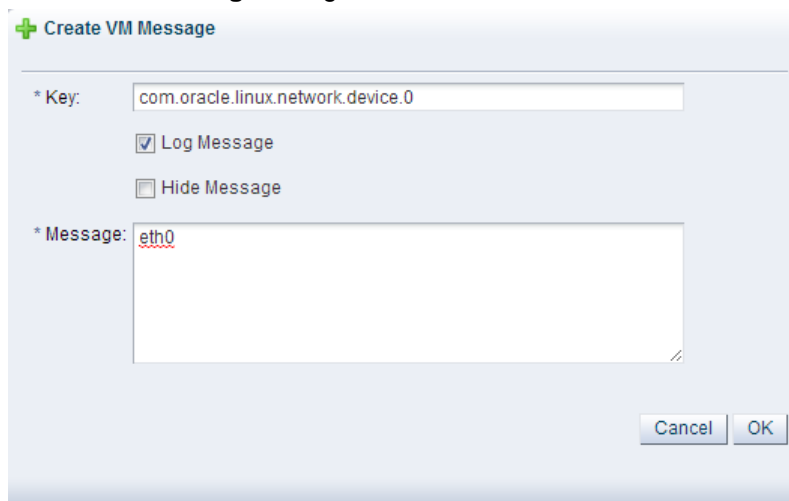 Create VM Message
* Key: com.oracle.linux.network.device.0
Log Message
Hide Message
* Message: eth0
Cancel OK